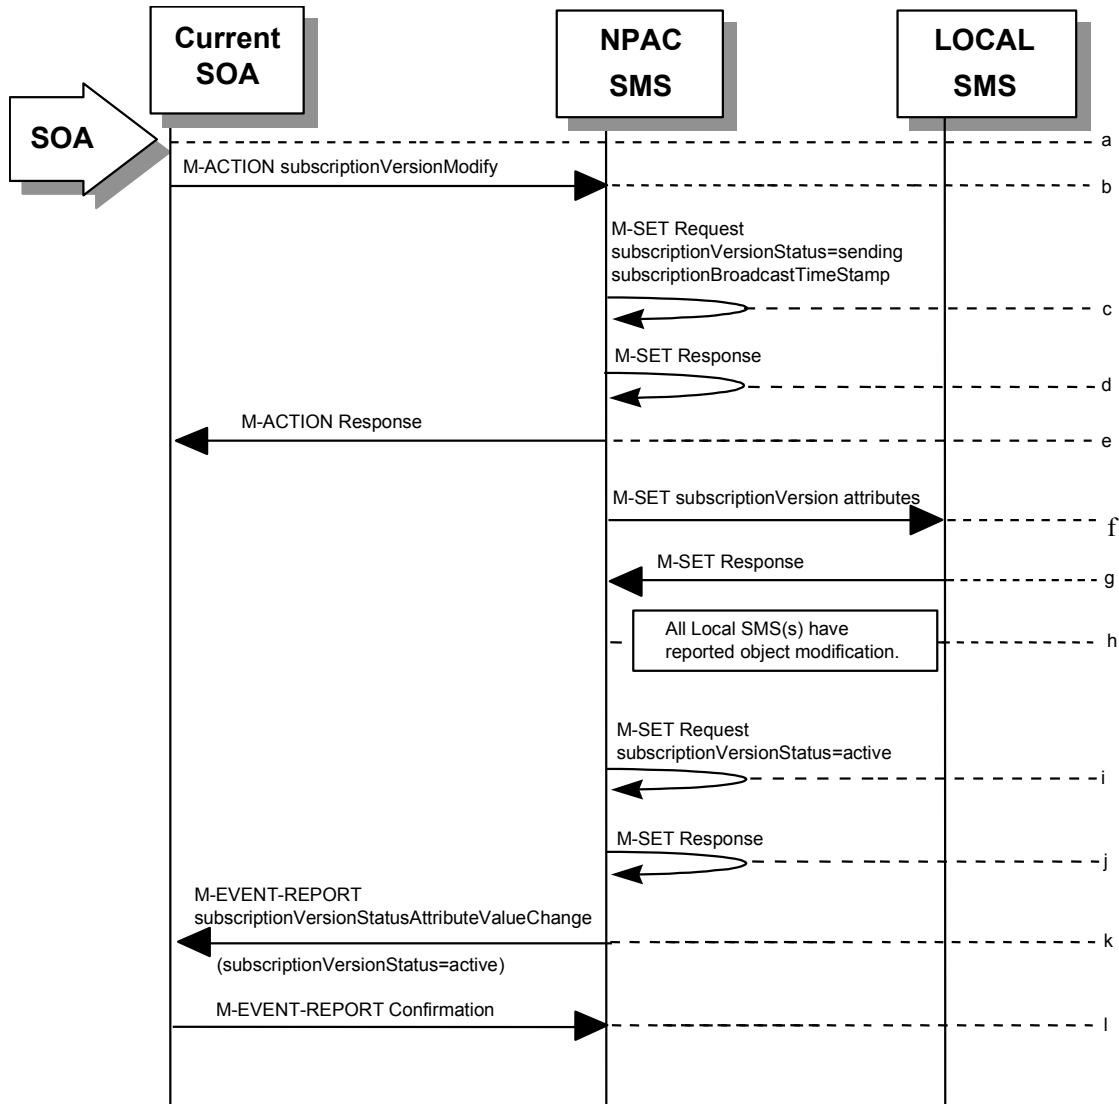 Current
SOA
NPAC
SMS
LOCAL
SMS
SOA
a
M-ACTION subscriptionVersionModify
b
M-SET Request
subscriptionVersionStatus=sending
subscriptionBroadcastTimeStamp
c
M-SET Response
d
M-ACTION Response
e
M-SET subscriptionVersion attributes
f
M-SET Response
g
All Local SMS(s) have
reported object modification.
h
M-SET Request
subscriptionVersionStatus=active
i
M-SET Response
j
M-EVENT-REPORT
subscriptionVersionStatusAttributeValueChange
k
(subscriptionVersionStatus=active)
M-EVENT-REPORT Confirmation
l